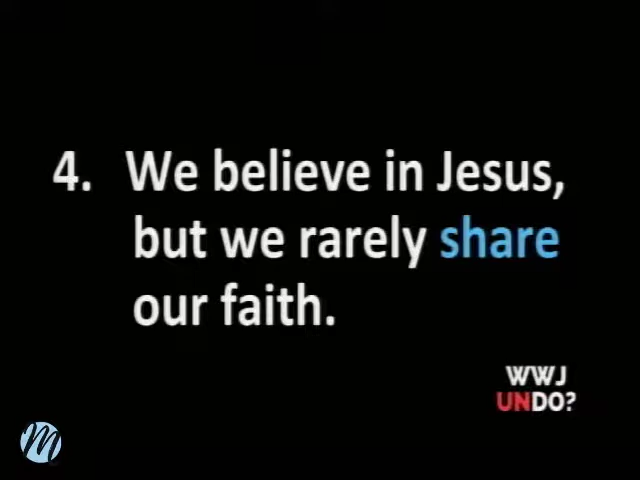 4. We believe in Jesus,
but we rarely share
our faith.
WWJ
UNDO?
M